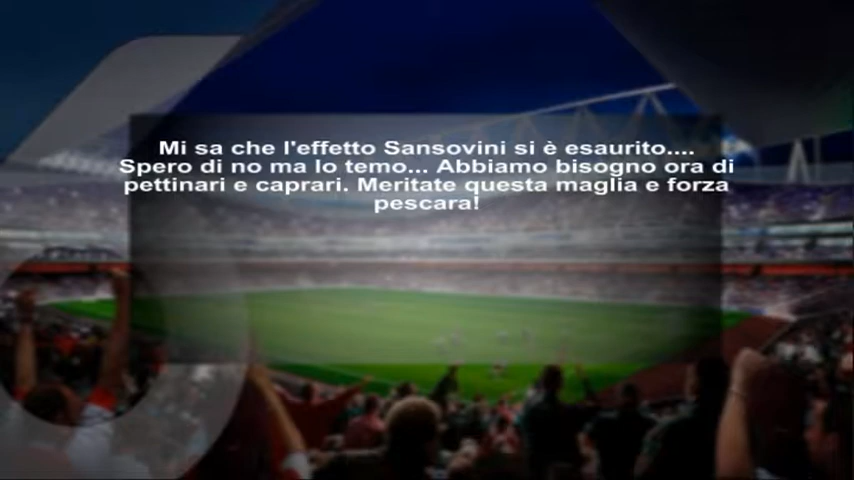 Mi sa che l'effetto Sansovini si è esaurito....
Spero di no ma lo temo... Abbiamo bisogno ora di
pettinari e caprari. Meritate questa maglia e forza
pescara!